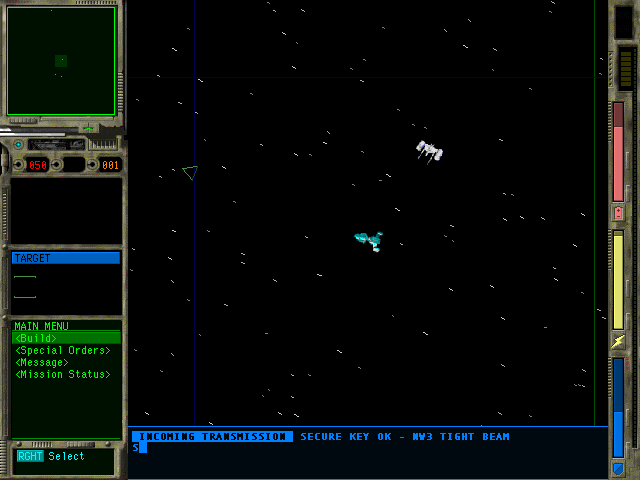 050 001
TARGET
MAIN MENU
<Build>
<Special Orders>
<Message>
<Mission Status>
RGHT Select
INCOMING TRANSMISSION SECURE KEY OK - NW3 TIGHT BEAM
S